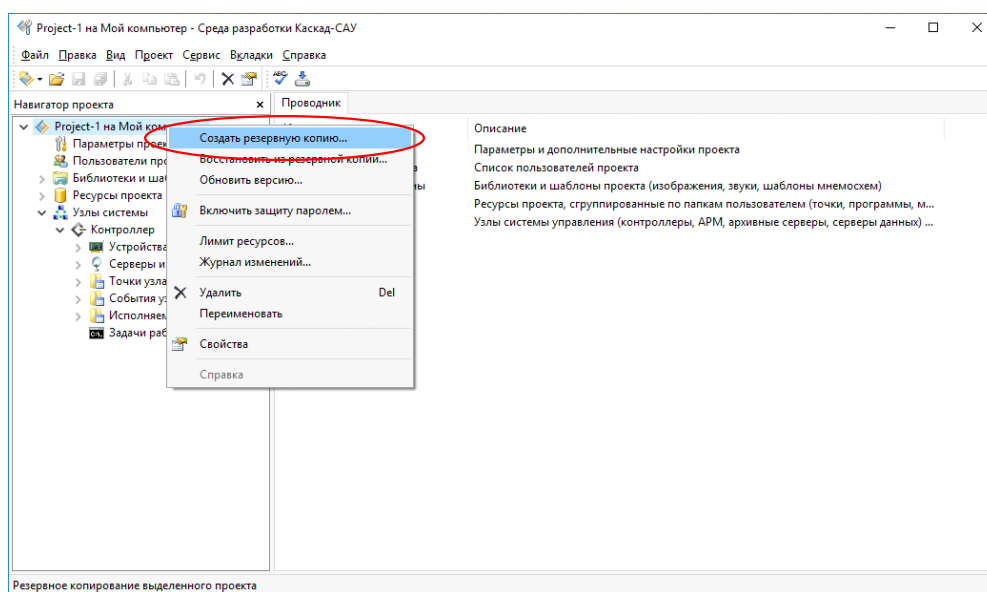 Project-1 на Мой компьютер - Среда разработки Каскад-САУ
Файл Правка Вид Проект Сервис Вкладки Справка
Навигатор проекта
Проводник
Project-1 на Мой ком
Параметры проек
Пользователи про
Библиотеки и ша
Ресурсы проекта
Узлы системы
Контроллер
Устройства
Серверы и
Точки узла
События у
Исполняем
Задачи раб
Создать резервную копию...
Восстановить из резервной копии...
Обновить версию...
Включить защиту паролем...
Лимит ресурсов...
Журнал изменений...
Удалить Del
Переименовать
Свойства
Справка
Описание
Параметры и дополнительные настройки проекта
Список пользователей проекта
Библиотеки и шаблоны проекта (изображения, звуки, шаблоны мнемосхем)
Ресурсы проекта, сгруппированные по папкам пользователем (точки, программы, м...
Узлы системы управления (контроллеры, АРМ, архивные серверы, серверы данных) ...
Резервное копирование выделенного проекта